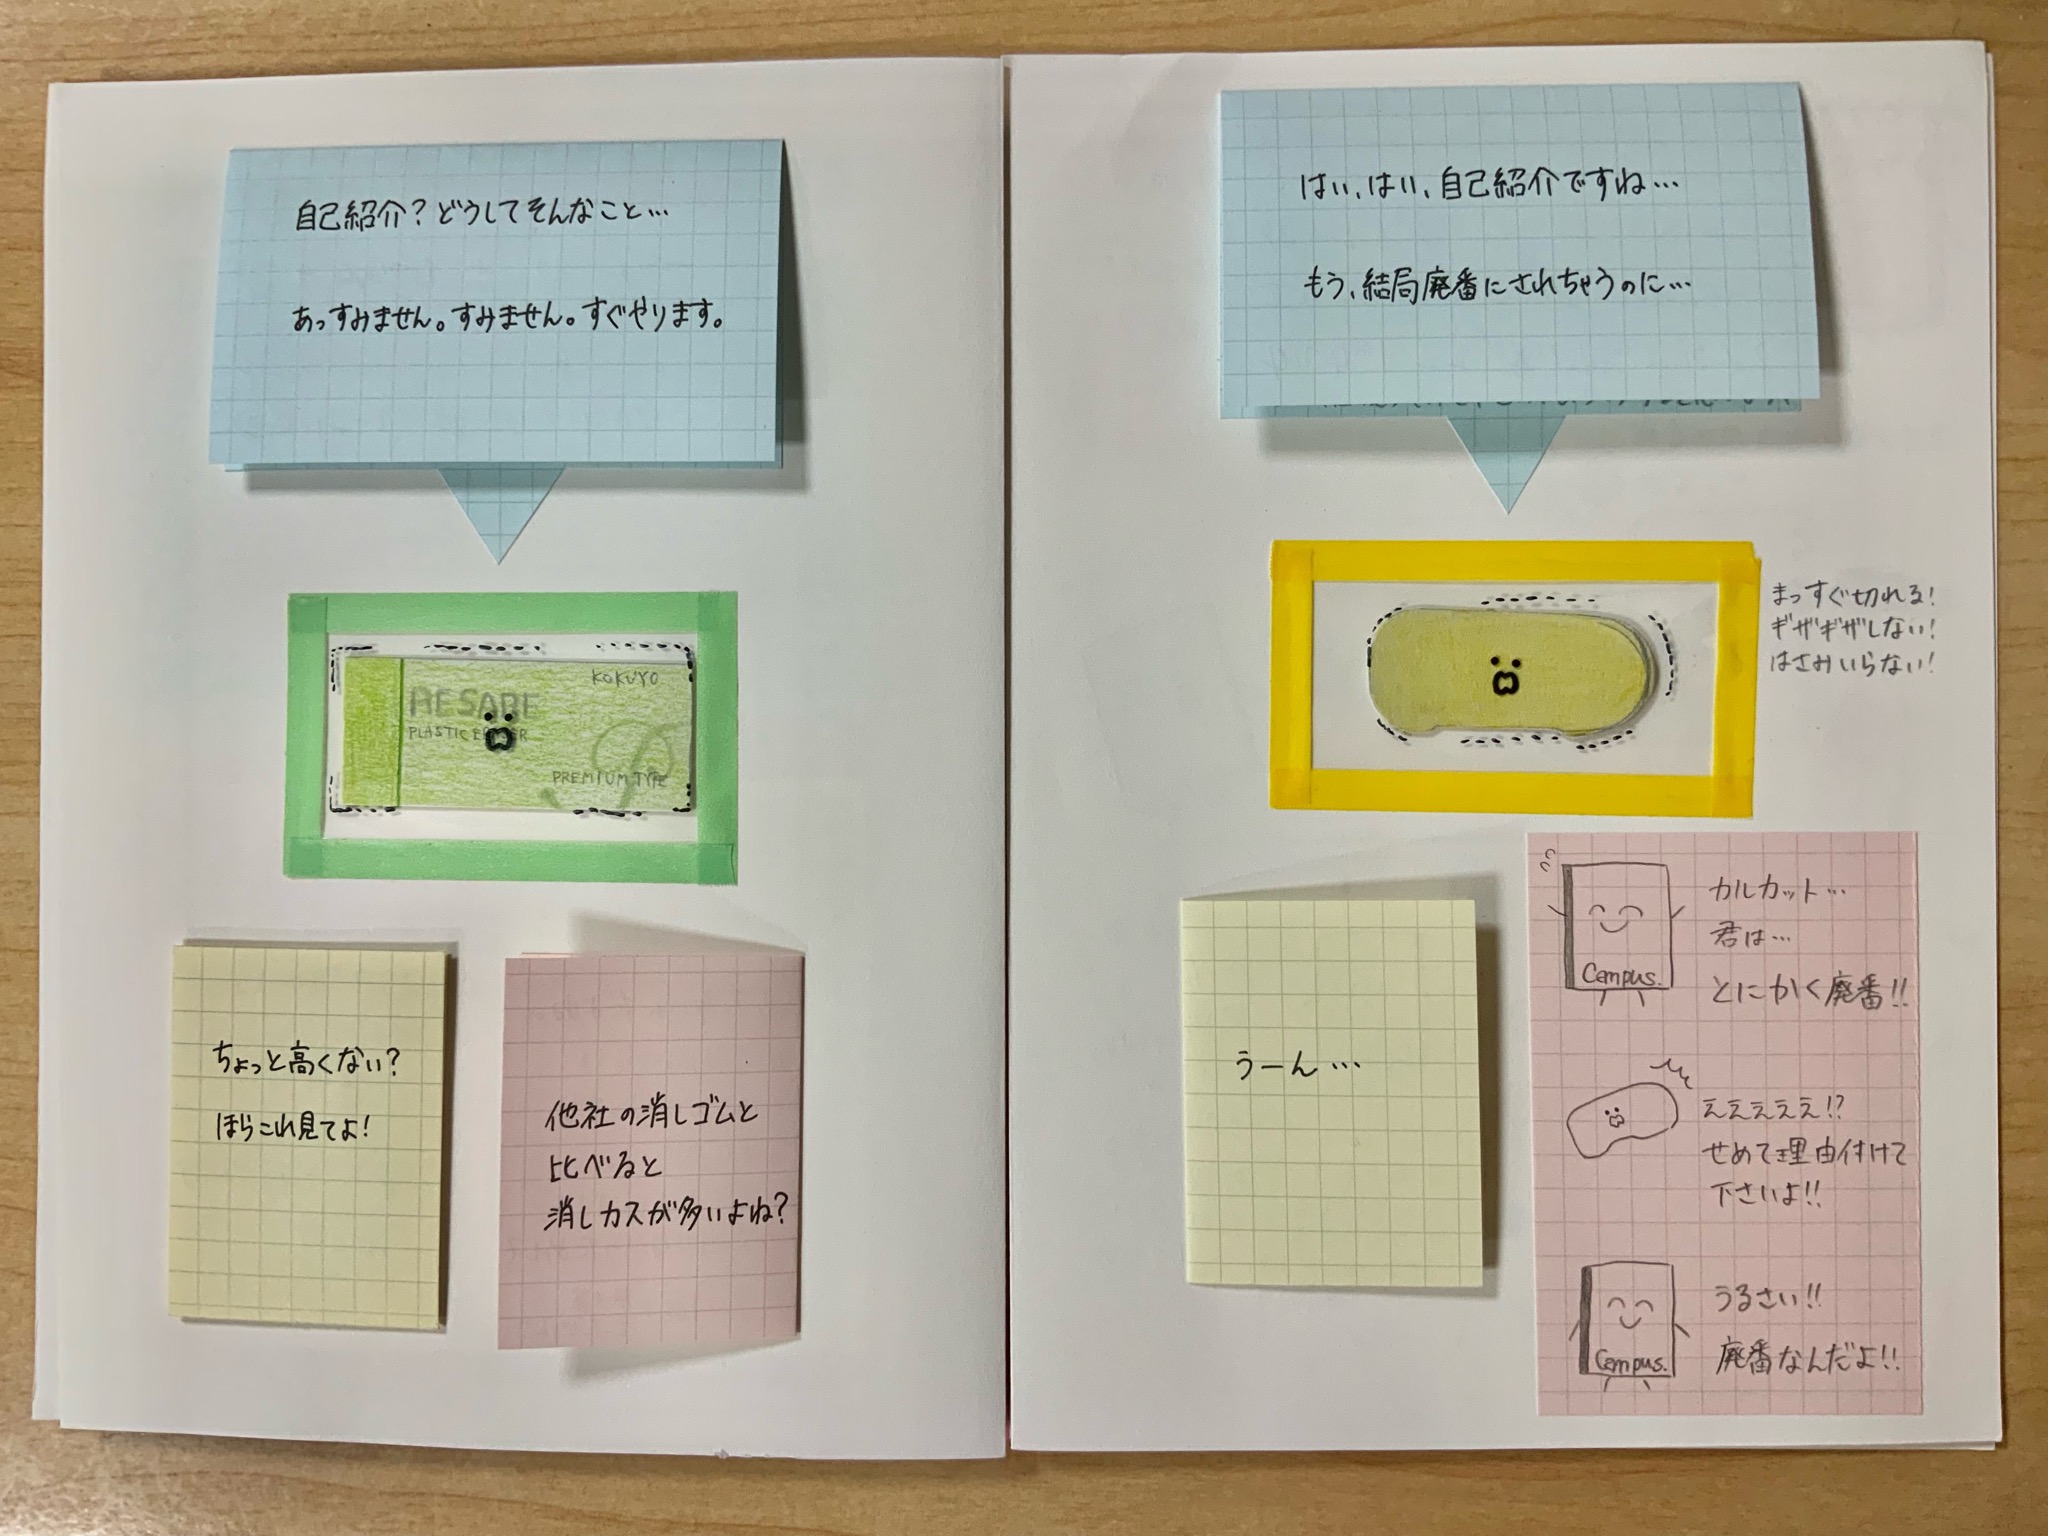 自己紹介？どうしてそんなこと…
あっすみません。すみません。すぐやります。
KOKUYO
RESARE
PLASTIC
PREMIUM TYPE
ちょっと高くない？
ほらこれ見てよ！
他社の消しゴムと
比べると
消しカスが多いよね？
はい、はい、自己紹介ですね…
もう、結局廃番にされちゃうのに…
まっすぐ切れる！
ギザギザしない！
はさみいらない！
うーん…
カルカット…
君は…
とにかく廃番!!
Campus.
えええええ!?
せめて理由付けて
下さいよ!!
うるさい!!
廃番なんだよ!!
Campus.